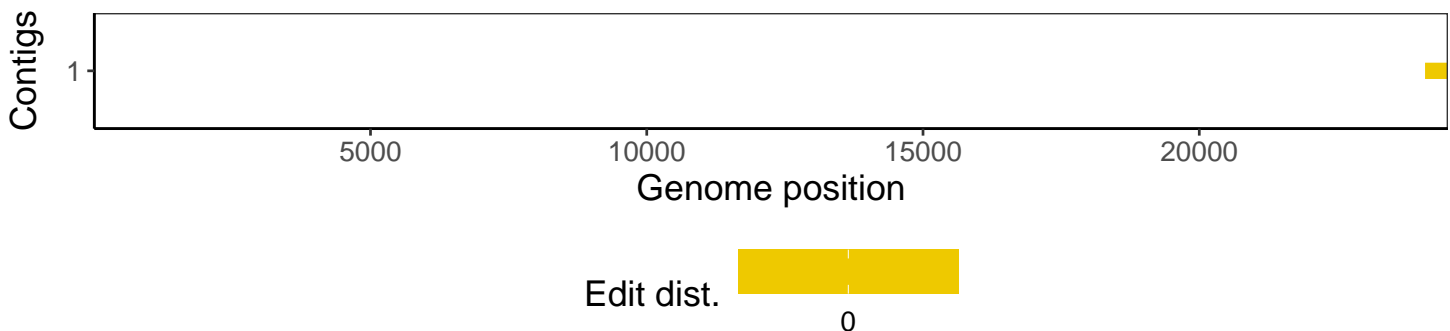 Contigs
1
5000 10000 15000 20000
Genome position
Edit dist.
0